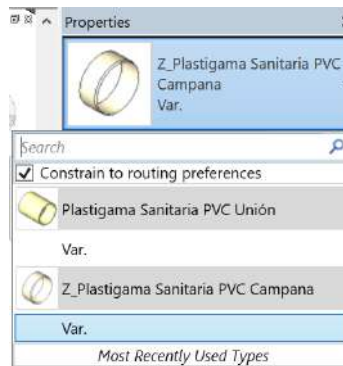 Properties
Z_Plastigama Sanitaria PVC
Campana
Var.
Search
Constrain to routing preferences
Plastigama Sanitaria PVC Unión
Var.
Z_Plastigama Sanitaria PVC Campana
Var.
Most Recently Used Types